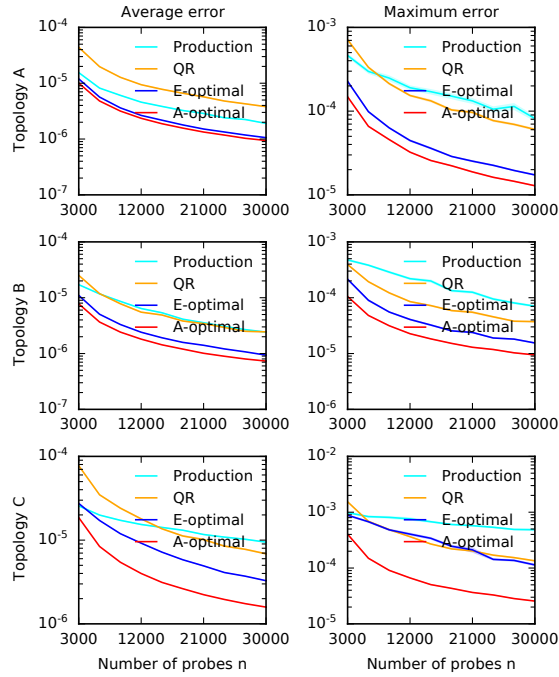 Average error
Maximum error
Topology A
10^-4
10^-5
10^-6
10^-7
Production
QR
E-optimal
A-optimal
3000 12000 21000 30000
10^-3
10^-4
10^-5
Production
QR
E-optimal
A-optimal
3000 12000 21000 30000
Topology B
10^-4
10^-5
10^-6
10^-7
Production
QR
E-optimal
A-optimal
3000 12000 21000 30000
10^-3
10^-4
10^-5
10^-6
Production
QR
E-optimal
A-optimal
3000 12000 21000 30000
Topology C
10^-4
10^-5
10^-6
Production
QR
E-optimal
A-optimal
3000 12000 21000 30000
Number of probes n
10^-2
10^-3
10^-4
10^-5
Production
QR
E-optimal
A-optimal
3000 12000 21000 30000
Number of probes n